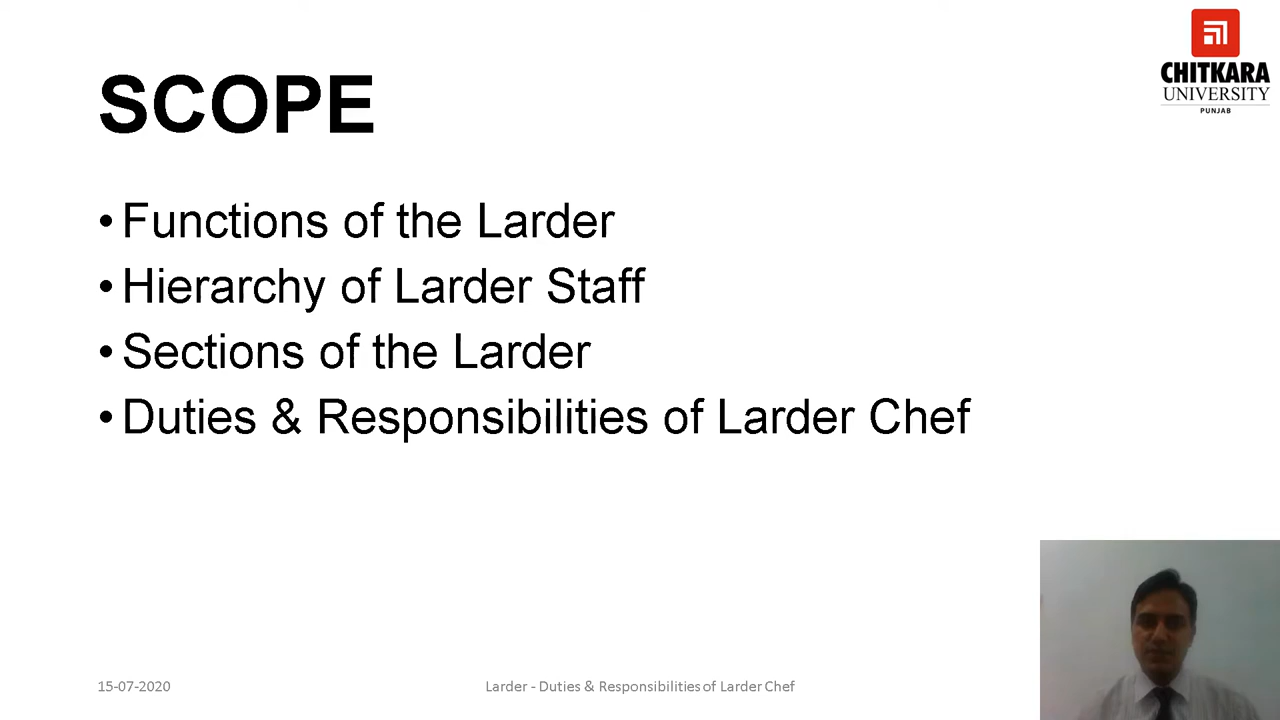 CHITKARA
UNIVERSITY
PUNJAB
SCOPE
• Functions of the Larder
• Hierarchy of Larder Staff
• Sections of the Larder
• Duties & Responsibilities of Larder Chef
15-07-2020
Larder - Duties & Responsibilities of Larder Chef